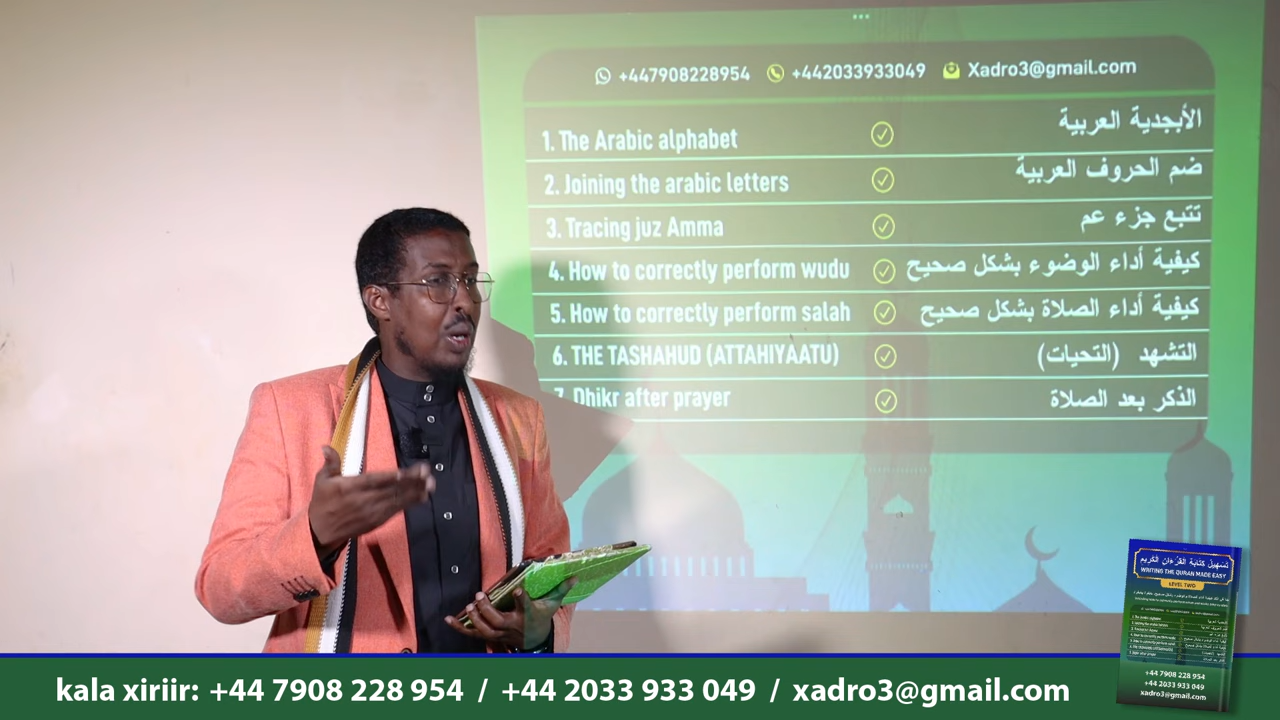 +447908228954 +442033933049 Xadro3@gmail.com
1. The Arabic alphabet الأبجدية العربية
2. Joining the arabic letters ضم الحروف العربية
3. Tracing juz Amma تتبع جزء عم
4. How to correctly perform wudu كيفية أداء الوضوء بشكل صحيح
5. How to correctly perform salah كيفية أداء الصلاة بشكل صحيح
6. THE TASHAHUD (ATTAHIYAATU) التشهد (التحيات)
7. Dhikr after prayer الذكر بعد الصلاة
تسهيل كتابة القرءان الكريم
WRITING THE QURAN MADE EASY
LEVEL TWO
+44 7908 228 954
+44 2033 933 049
xadro3@gmail.com
kala xiriir: +44 7908 228 954 / +44 2033 933 049 / xadro3@gmail.com